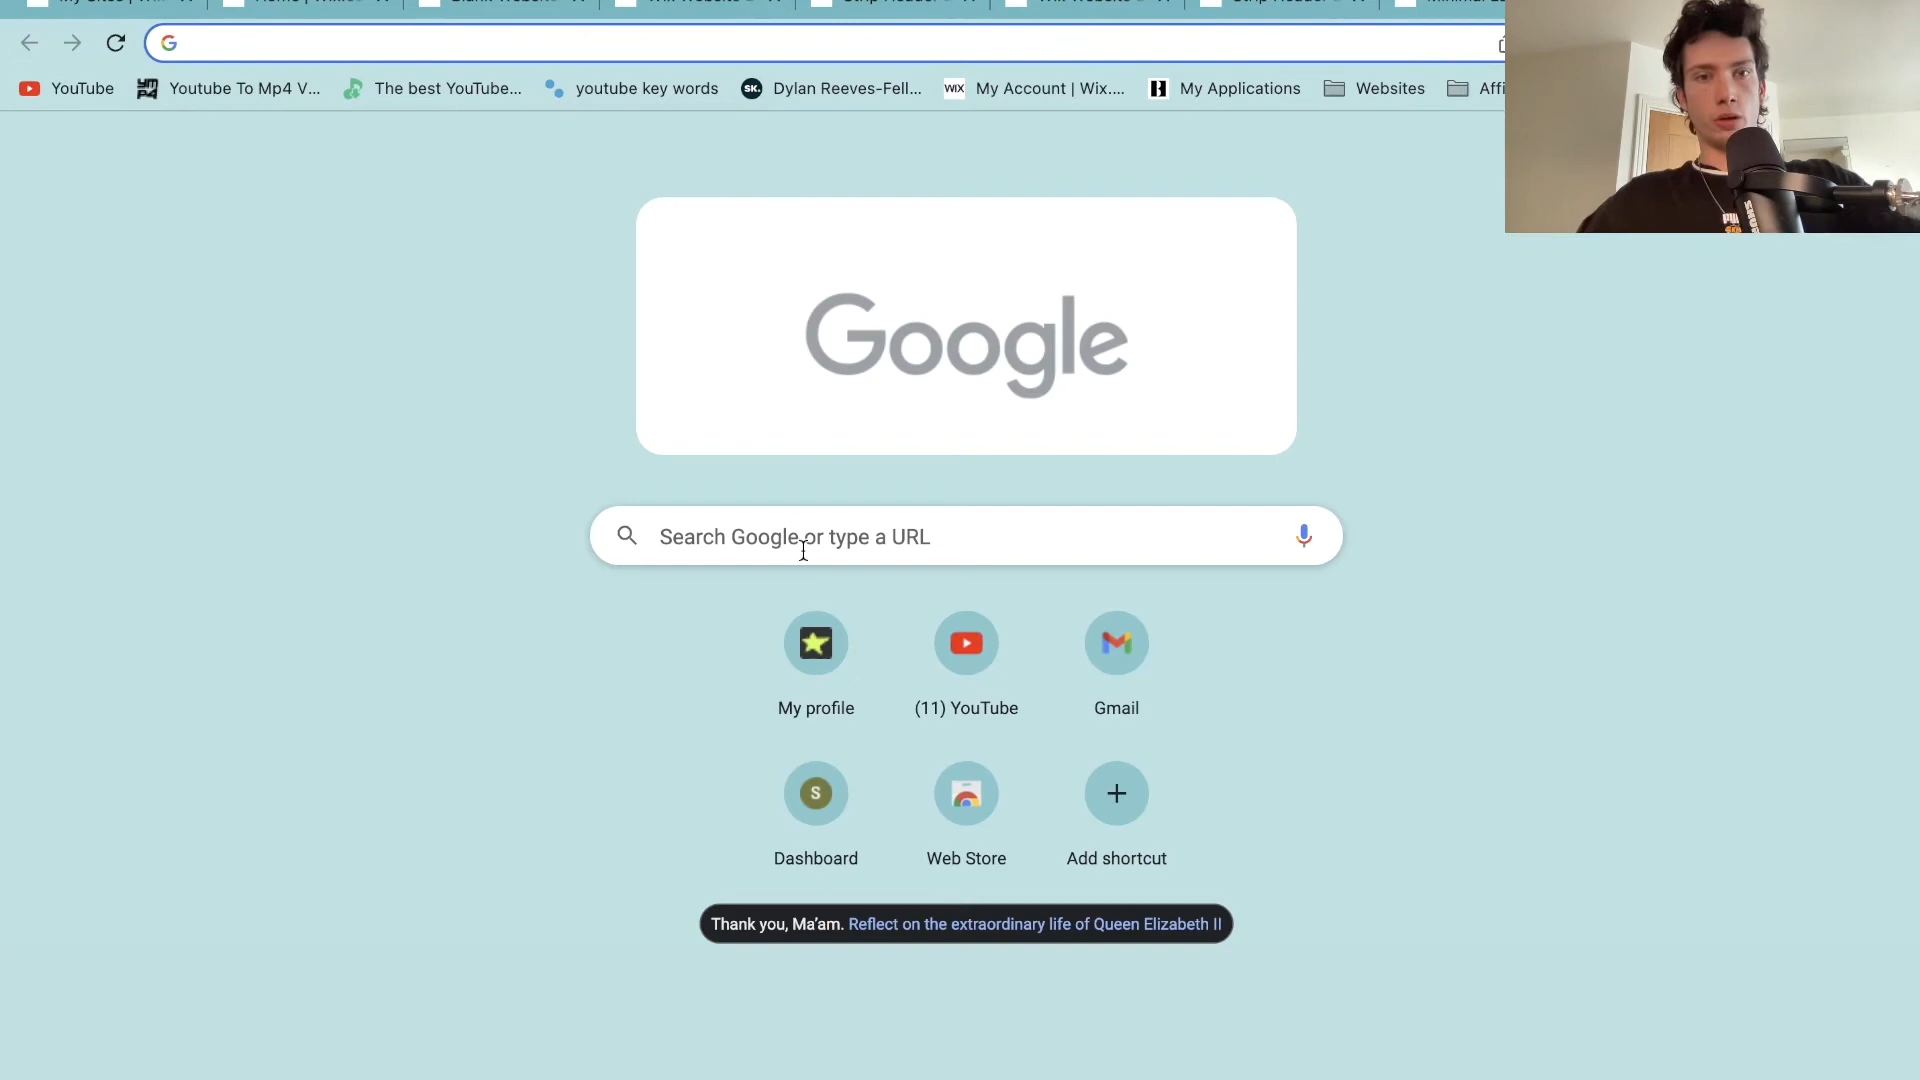 YouTube
Youtube To Mp4 V...
The best YouTube...
youtube key words
SK.
Dylan Reeves-Fell...
WIX
My Account | Wix....
My Applications
Websites
Google
Search Google or type a URL
My profile
(11) YouTube
Gmail
S
Dashboard
Web Store
Add shortcut
Thank you, Ma'am. Reflect on the extraordinary life of Queen Elizabeth II